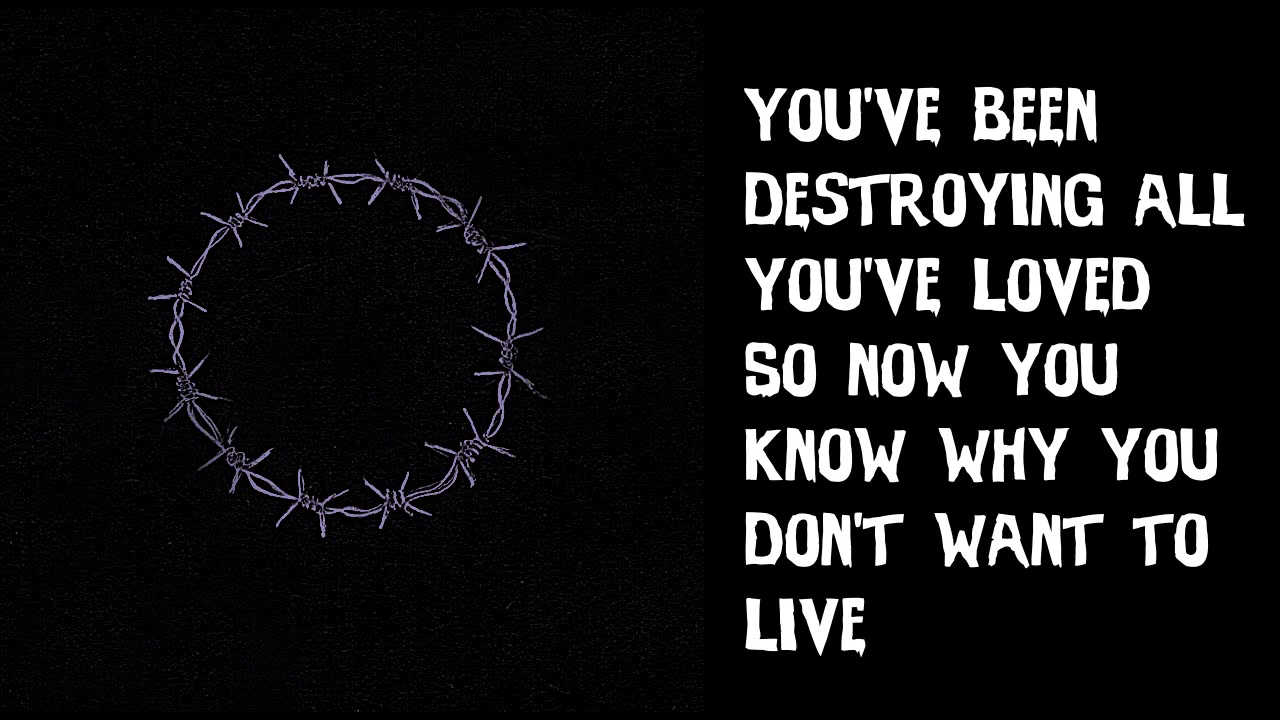 YOU'VE BEEN
DESTROYING ALL
YOU'VE LOVED
SO NOW YOU
KNOW WHY YOU
DON'T WANT TO
LIVE